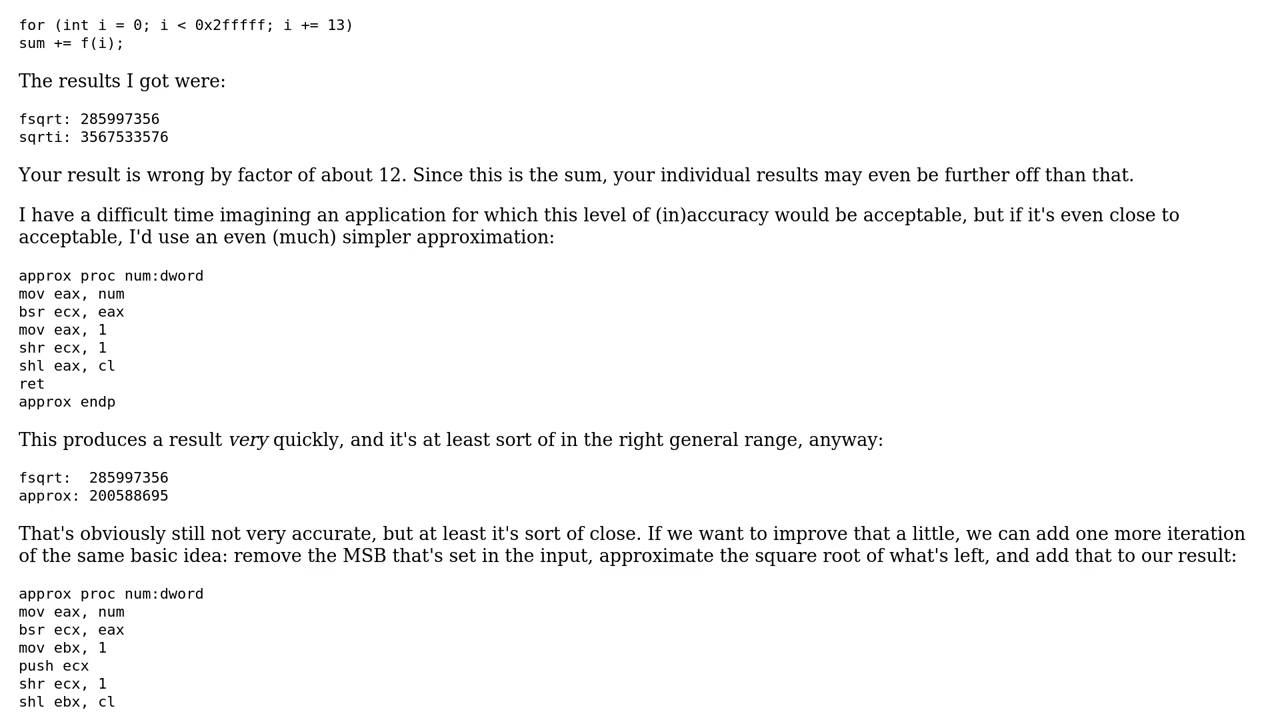 for (int i = 0; i < 0x2fffff; i += 13)
sum += f(i);
The results I got were:
fsqrt: 285997356
sqrti: 3567533576
Your result is wrong by factor of about 12. Since this is the sum, your individual results may even be further off than that.
I have a difficult time imagining an application for which this level of (in)accuracy would be acceptable, but if it's even close to
acceptable, I'd use an even (much) simpler approximation:
approx proc num:dword
mov eax, num
bsr ecx, eax
mov eax, 1
shr ecx, 1
shl eax, cl
ret
approx endp
This produces a result very quickly, and it's at least sort of in the right general range, anyway:
fsqrt:  285997356
approx: 200588695
That's obviously still not very accurate, but at least it's sort of close. If we want to improve that a little, we can add one more iteration
of the same basic idea: remove the MSB that's set in the input, approximate the square root of what's left, and add that to our result:
approx proc num:dword
mov eax, num
bsr ecx, eax
mov ebx, 1
push ecx
shr ecx, 1
shl ebx, cl